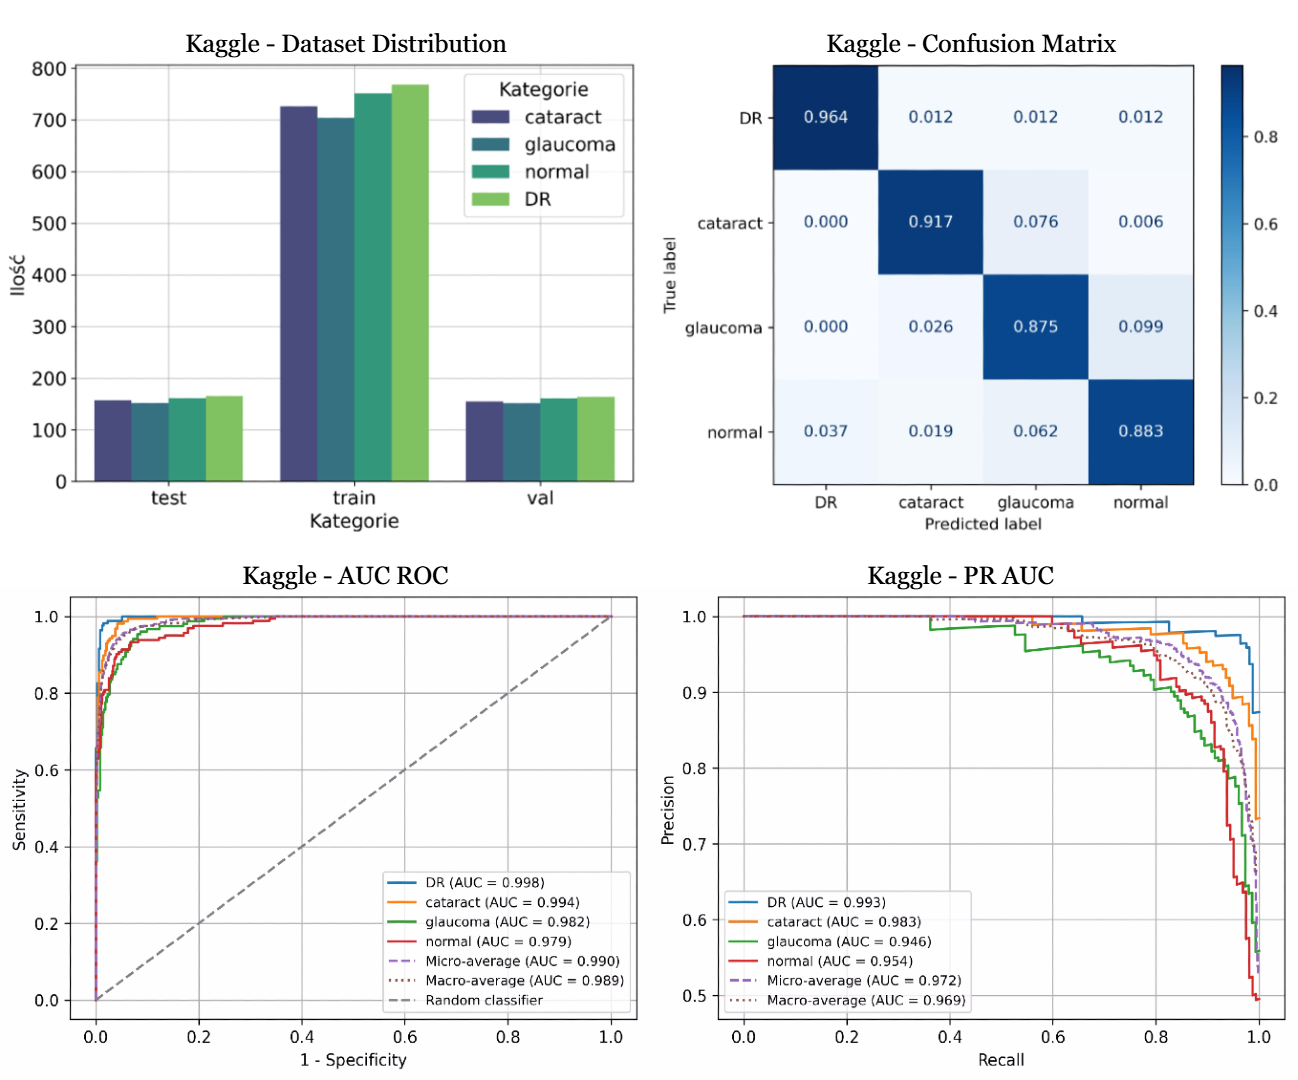 Kaggle - Dataset Distribution
800
700
600
500
400
300
200
100
0
Ilość
Kategorie
cataract
glaucoma
normal
DR
test
train
val
Kategorie
Kaggle - Confusion Matrix
True label
DR
0.964
0.012
0.012
0.012
cataract
0.000
0.917
0.076
0.006
glaucoma
0.000
0.026
0.875
0.099
normal
0.037
0.019
0.062
0.883
DR
cataract
glaucoma
normal
Predicted label
0.8
0.6
0.4
0.2
0.0
Kaggle - AUC ROC
1.0
0.8
0.6
0.4
0.2
0.0
Sensitivity
DR (AUC = 0.998)
cataract (AUC = 0.994)
glaucoma (AUC = 0.982)
normal (AUC = 0.979)
Micro-average (AUC = 0.990)
Macro-average (AUC = 0.989)
Random classifier
0.0
0.2
0.4
0.6
0.8
1.0
1 - Specificity
Kaggle - PR AUC
1.0
0.9
0.8
0.7
0.6
0.5
Precision
DR (AUC = 0.993)
cataract (AUC = 0.983)
glaucoma (AUC = 0.946)
normal (AUC = 0.954)
Micro-average (AUC = 0.972)
Macro-average (AUC = 0.969)
0.0
0.2
0.4
0.6
0.8
1.0
Recall